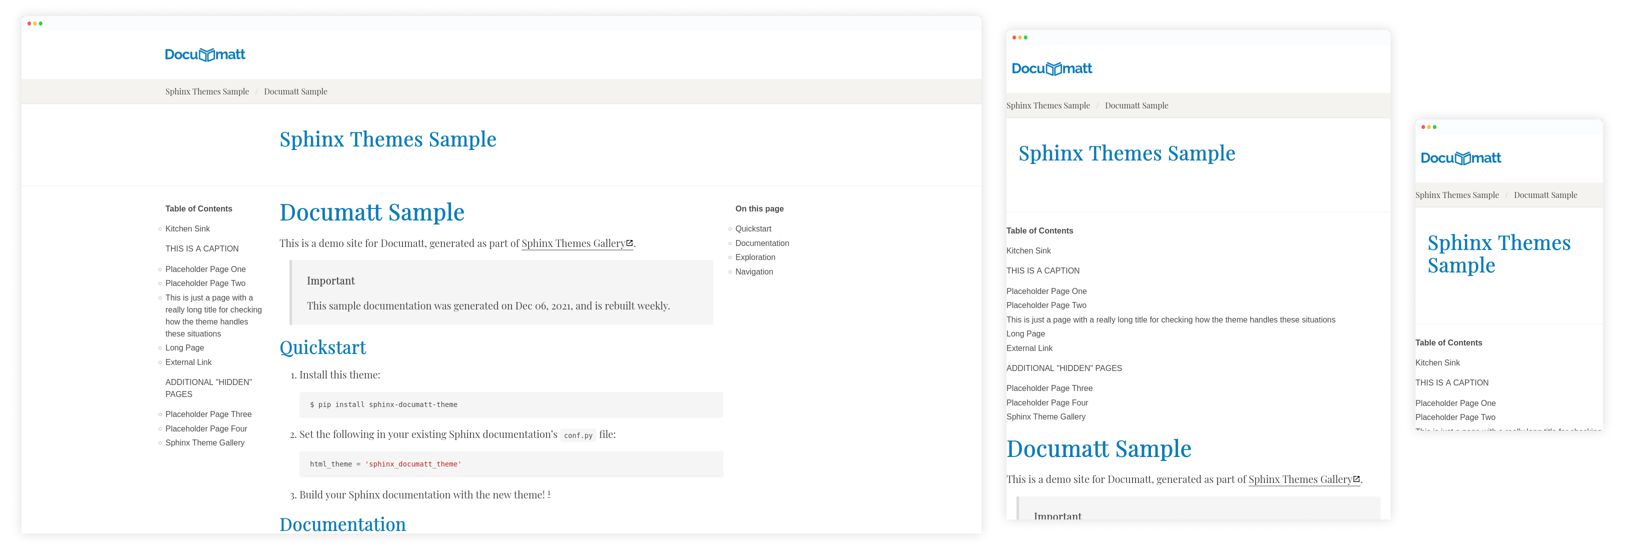 Documatt
Sphinx Themes Sample / Documatt Sample
Sphinx Themes Sample
Table of Contents
Kitchen Sink
THIS IS A CAPTION
Placeholder Page One
Placeholder Page Two
This is just a page with a
really long title for checking
how the theme handles
these situations
Long Page
External Link
ADDITIONAL "HIDDEN"
PAGES
Placeholder Page Three
Placeholder Page Four
Sphinx Theme Gallery
Documatt Sample
This is a demo site for Documatt, generated as part of Sphinx Themes Gallery.
Important
This sample documentation was generated on Dec 06, 2021, and is rebuilt weekly.
Quickstart
1. Install this theme:
$ pip install sphinx-documatt-theme
2. Set the following in your existing Sphinx documentation's conf.py file:
html_theme = 'sphinx_documatt_theme'
3. Build your Sphinx documentation with the new theme! 1
Documentation
On this page
Quickstart
Documentation
Exploration
Navigation
Documatt
Sphinx Themes Sample / Documatt Sample
Sphinx Themes Sample
Table of Contents
Kitchen Sink
THIS IS A CAPTION
Placeholder Page One
Placeholder Page Two
This is just a page with a really long title for checking how the theme handles these situations
Long Page
External Link
ADDITIONAL "HIDDEN" PAGES
Placeholder Page Three
Placeholder Page Four
Sphinx Theme Gallery
Documatt Sample
This is a demo site for Documatt, generated as part of Sphinx Themes Gallery.
Important
Documatt
Sphinx Themes Sample / Documatt Sample
Sphinx Themes
Sample
Table of Contents
Kitchen Sink
THIS IS A CAPTION
Placeholder Page One
Placeholder Page Two
This is just a page with a really long title for checking